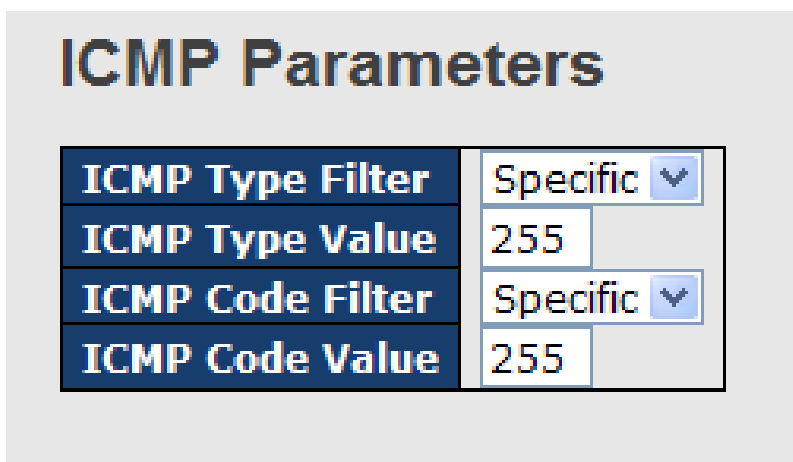 ICMP Parameters
ICMP Type Filter Specific
ICMP Type Value 255
ICMP Code Filter Specific
ICMP Code Value 255